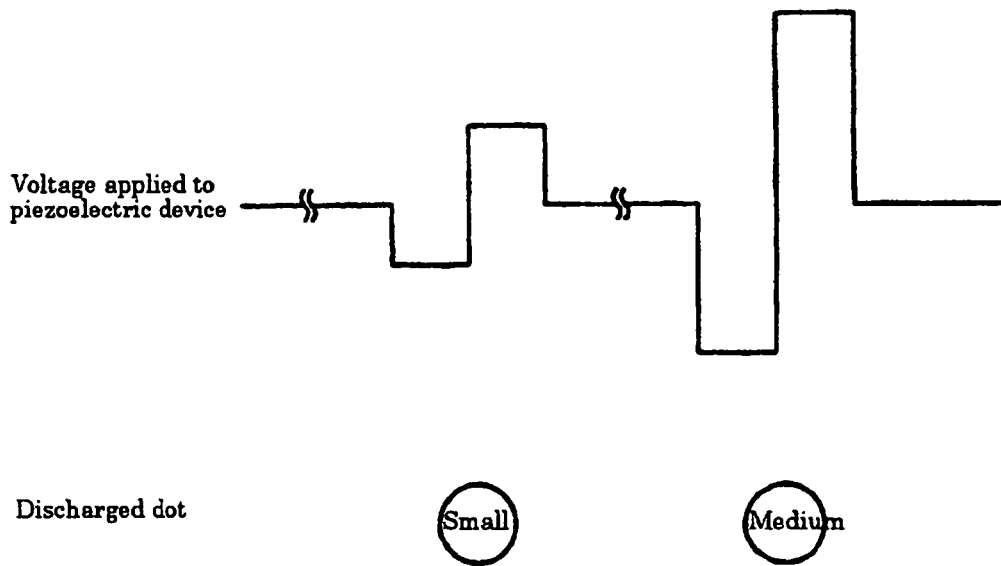 Voltage applied to
piezoelectric device
Discharged dot
Small
Medium